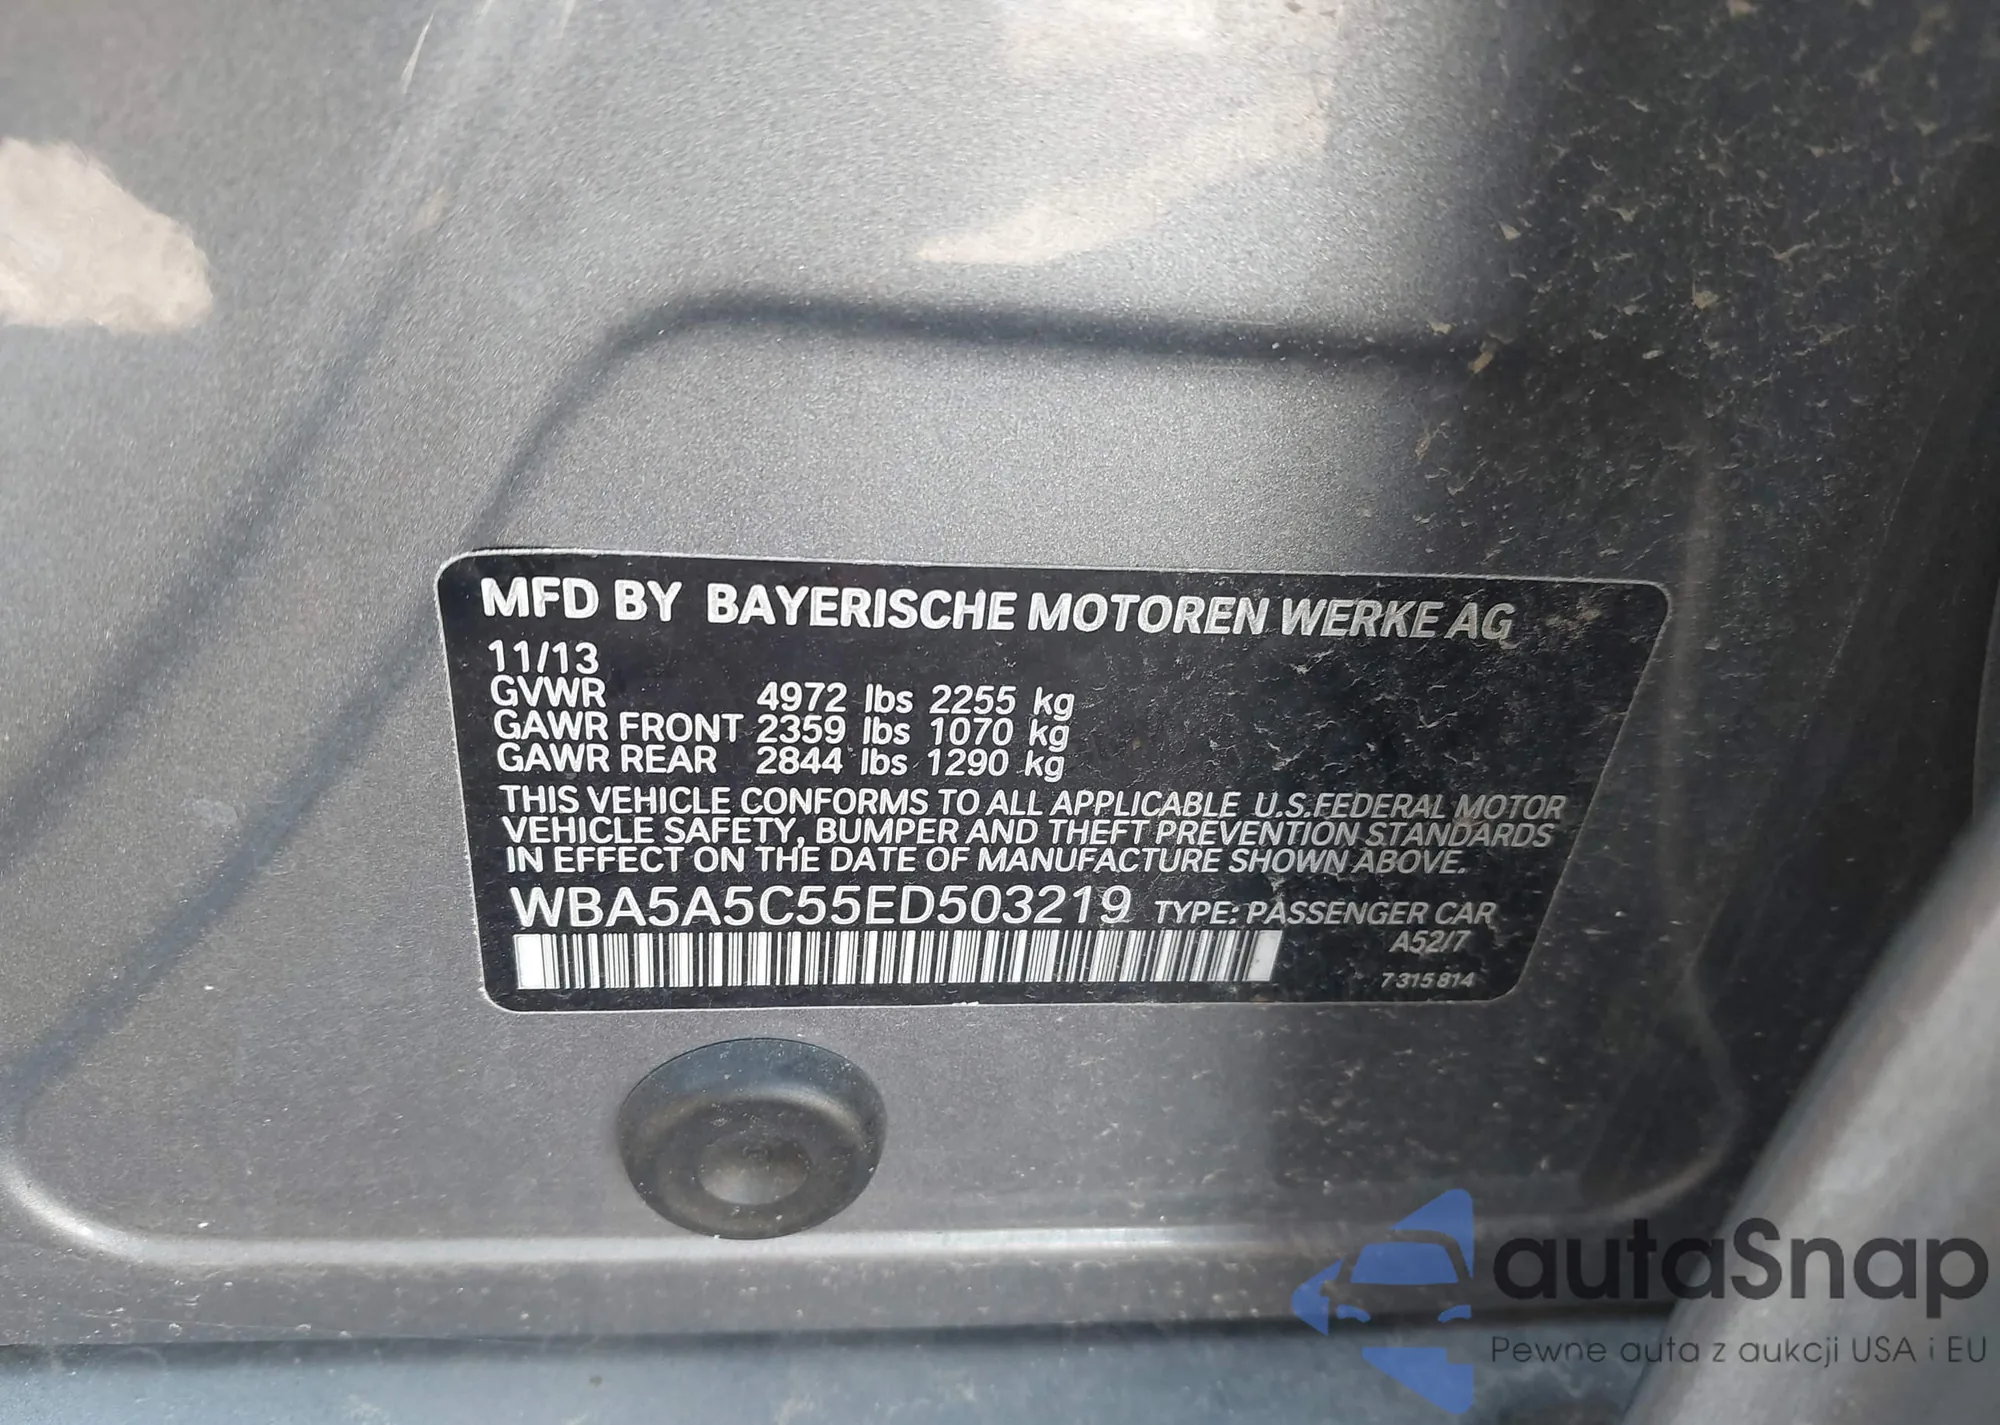 MFD BY BAYERISCHE MOTOREN WERKE AG
11/13
GVWR 4972 lbs 2255 kg
GAWR FRONT 2359 lbs 1070 kg
GAWR REAR 2844 lbs 1290 kg
THIS VEHICLE CONFORMS TO ALL APPLICABLE U.S.FEDERAL MOTOR
VEHICLE SAFETY, BUMPER AND THEFT PREVENTION STANDARDS
IN EFFECT ON THE DATE OF MANUFACTURE SHOWN ABOVE.
WBA5A5C55ED503219 TYPE: PASSENGER CAR
A52/7
7 315 814
autaSnap
Pewne auta z aukcji USA i EU